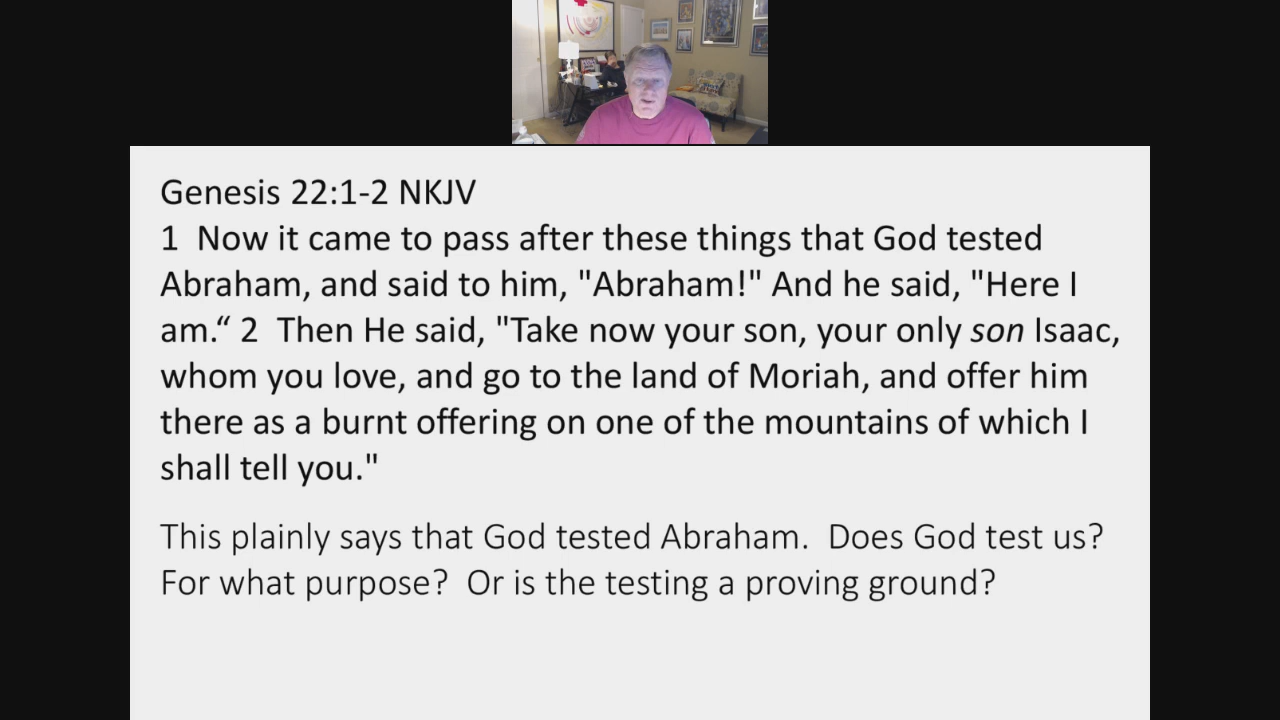 Genesis 22:1-2 NKJV
1  Now it came to pass after these things that God tested
Abraham, and said to him, "Abraham!" And he said, "Here I
am.“ 2  Then He said, "Take now your son, your only son Isaac,
whom you love, and go to the land of Moriah, and offer him
there as a burnt offering on one of the mountains of which I
shall tell you."
This plainly says that God tested Abraham.  Does God test us?
For what purpose?  Or is the testing a proving ground?